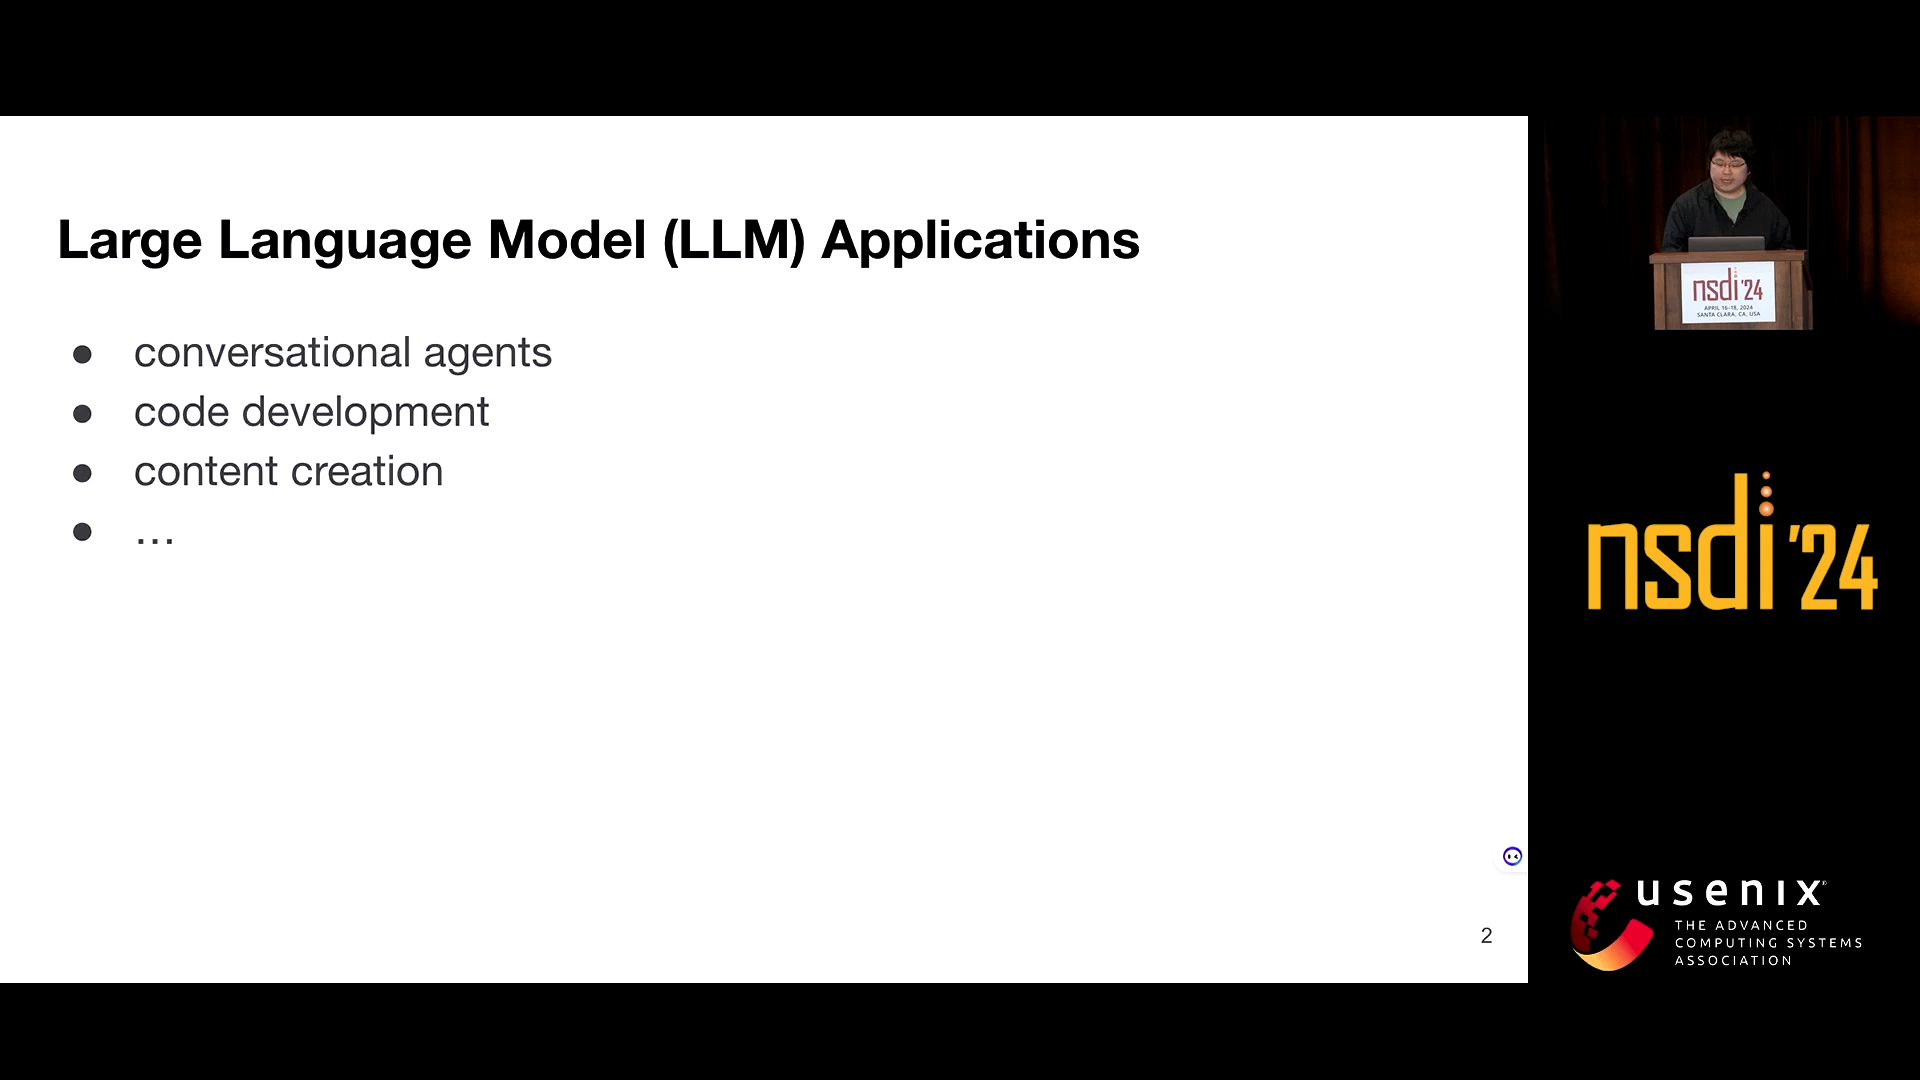 Large Language Model (LLM) Applications
● conversational agents
● code development
● content creation
● …
2
nsdi '24
APRIL 16–18, 2024
SANTA CLARA, CA, USA
nsdi '24
usenix®
THE ADVANCED
COMPUTING SYSTEMS
ASSOCIATION